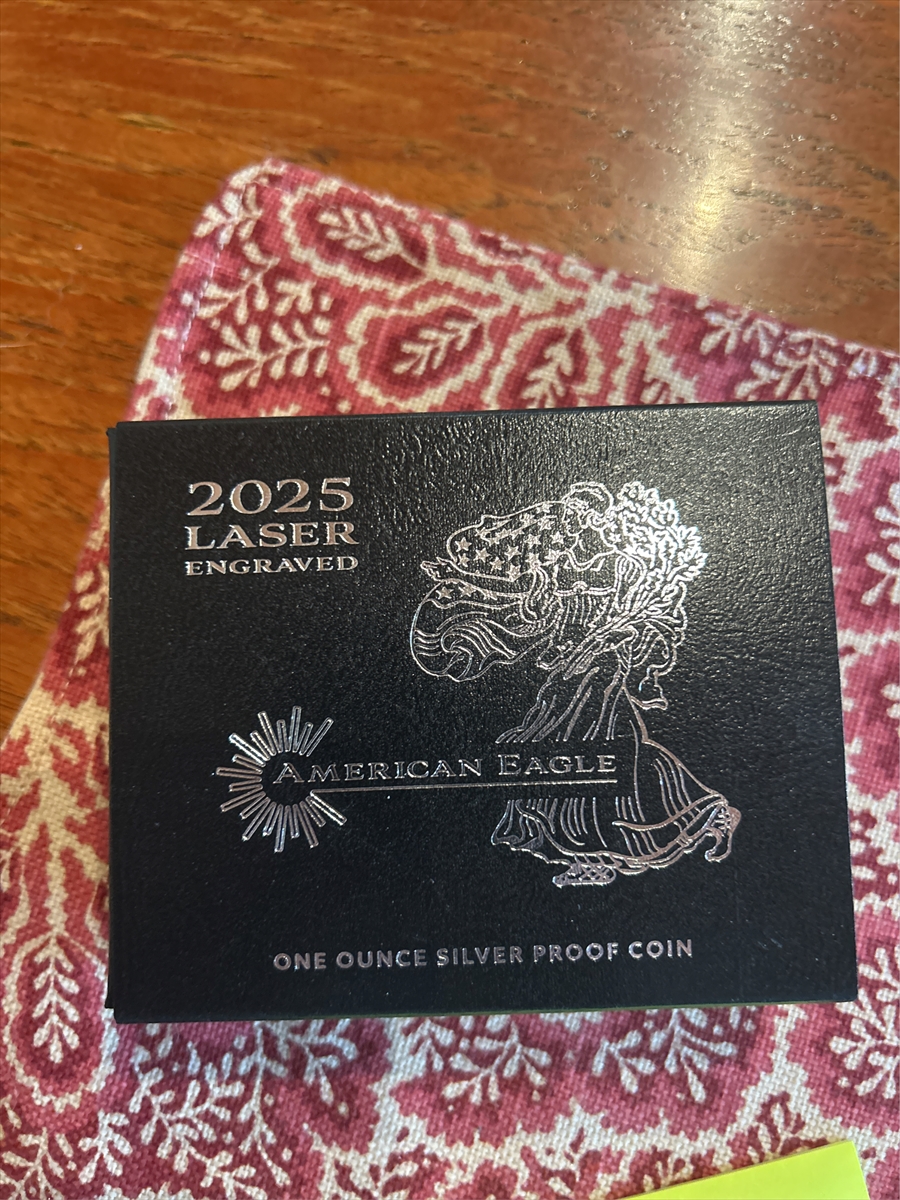 2025
LASER
ENGRAVED
AMERICAN EAGLE
ONE OUNCE SILVER PROOF COIN